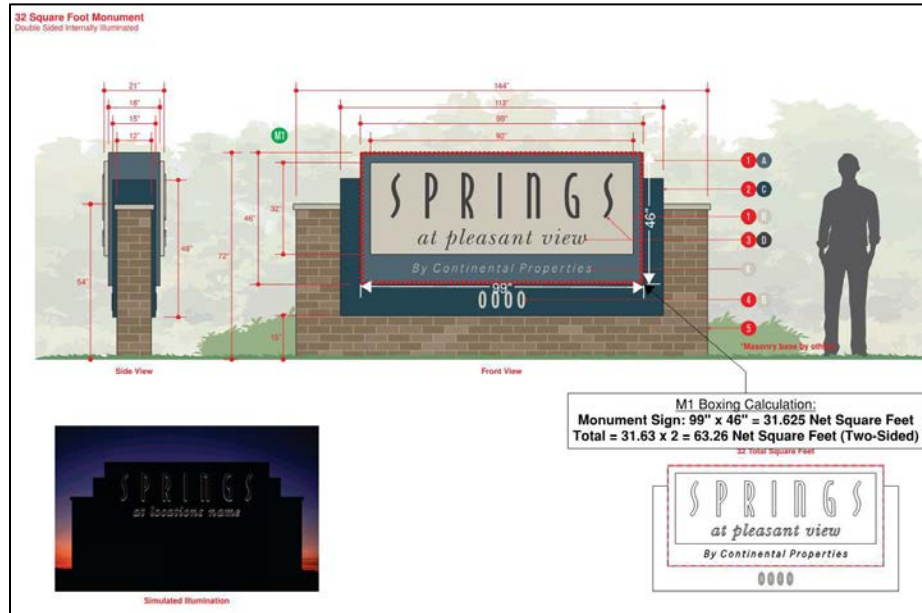 32 Square Foot Monument
Double Sided Internally Illuminated
21"
18"
15"
12"
54"
48"
Side View
M1
144"
113"
99"
92"
72"
46"
32"
15"
SPRINGS
at pleasant view
By Continental Properties
0000
99"
46"
Front View
1 A
2 C
1 B
3 D
4 B
5
"Masonry base by others
M1 Boxing Calculation:
Monument Sign: 99" x 46" = 31.625 Net Square Feet
Total = 31.63 x 2 = 63.26 Net Square Feet (Two-Sided)
32 Total Square Feet
SPRINGS
at pleasant view
By Continental Properties
0000
SPRINGS
at locations name
Simulated Illumination